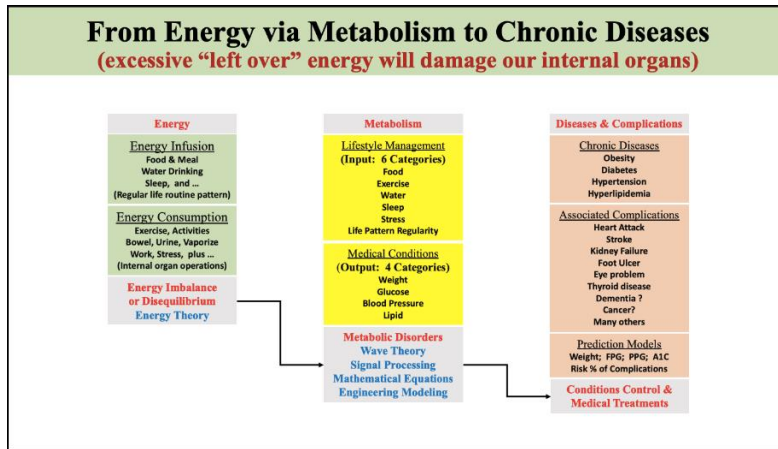 From Energy via Metabolism to Chronic Diseases
(excessive “left over” energy will damage our internal organs)
Energy
Energy Infusion
Food & Meal
Water Drinking
Sleep, and ...
(Regular life routine pattern)
Energy Consumption
Exercise, Activities
Bowel, Urine, Vaporize
Work, Stress, plus ...
(Internal organ operations)
Energy Imbalance
or Disequilibrium
Energy Theory
Metabolism
Lifestyle Management
(Input: 6 Categories)
Food
Exercise
Water
Sleep
Stress
Life Pattern Regularity
Medical Conditions
(Output: 4 Categories)
Weight
Glucose
Blood Pressure
Lipid
Metabolic Disorders
Wave Theory
Signal Processing
Mathematical Equations
Engineering Modeling
Diseases & Complications
Chronic Diseases
Obesity
Diabetes
Hypertension
Hyperlipidemia
Associated Complications
Heart Attack
Stroke
Kidney Failure
Foot Ulcer
Eye problem
Thyroid disease
Dementia ?
Cancer?
Many others
Prediction Models
Weight; FPG; PPG; A1C
Risk % of Complications
Conditions Control &
Medical Treatments